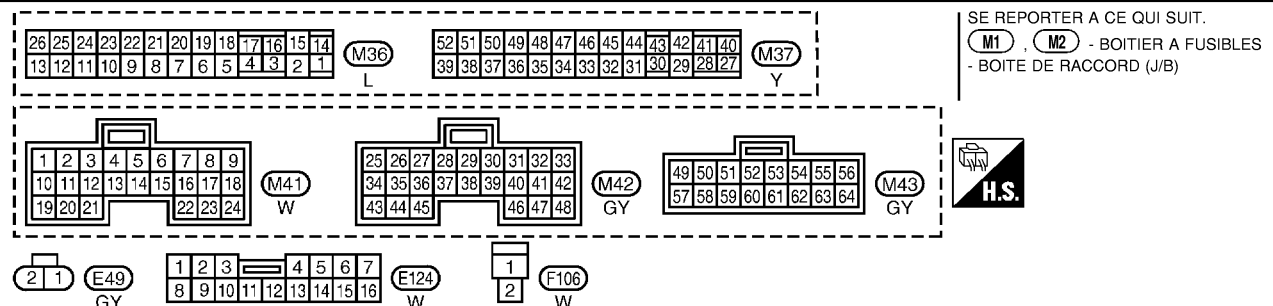 26 25 24 23 22 21 20 19 18 17 16 15 14
13 12 11 10 9 8 7 6 5 4 3 2 1
M36
L
52 51 50 49 48 47 46 45 44 43 42 41 40
39 38 37 36 35 34 33 32 31 30 29 28 27
M37
Y
SE REPORTER A CE QUI SUIT.
M1 , M2 - BOITIER A FUSIBLES
- BOITE DE RACCORD (J/B)
1 2 3 4 5 6 7 8 9
10 11 12 13 14 15 16 17 18
19 20 21 22 23 24
M41
W
25 26 27 28 29 30 31 32 33
34 35 36 37 38 39 40 41 42
43 44 45 46 47 48
M42
GY
49 50 51 52 53 54 55 56
57 58 59 60 61 62 63 64
M43
GY
H.S.
2 1
E49
GY
1 2 3 4 5 6 7
8 9 10 11 12 13 14 15 16
E124
W
1
2
F106
W